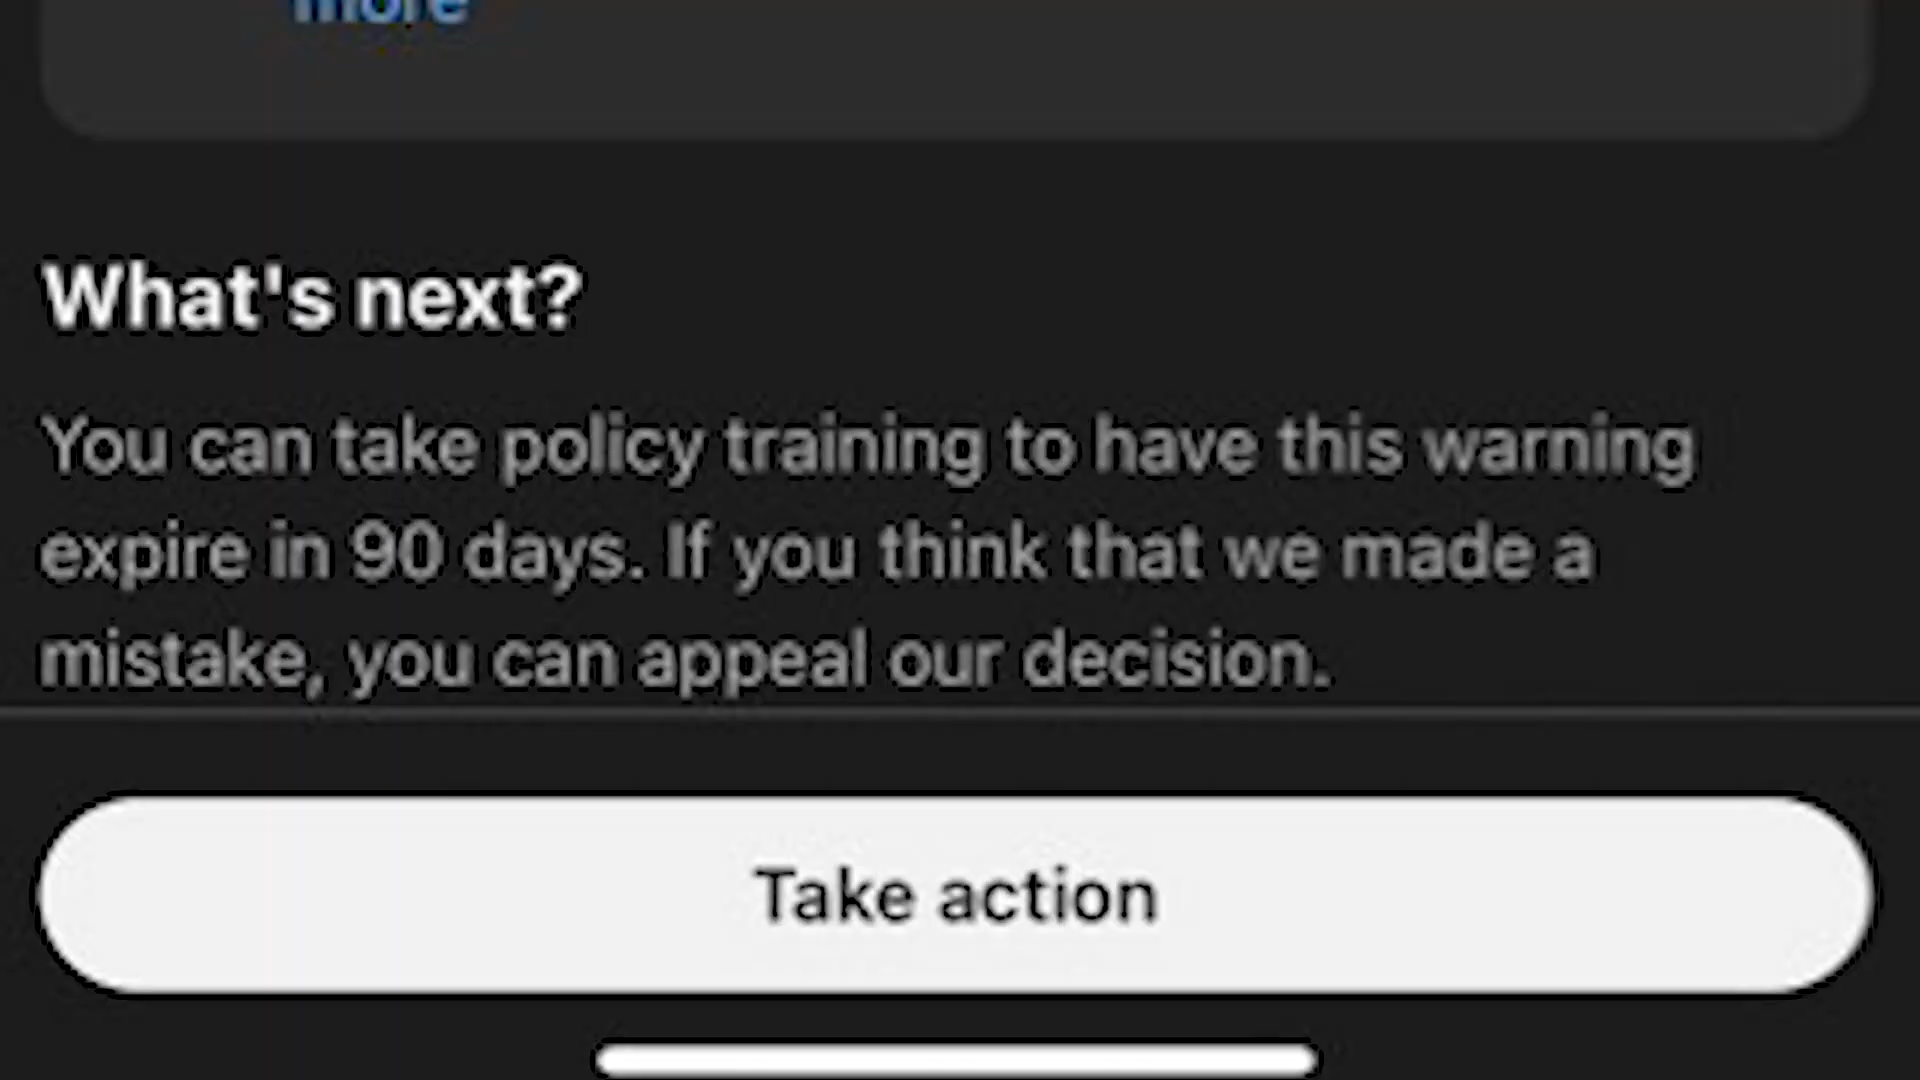 more
What's next?
You can take policy training to have this warning
expire in 90 days. If you think that we made a
mistake, you can appeal our decision.
Take action